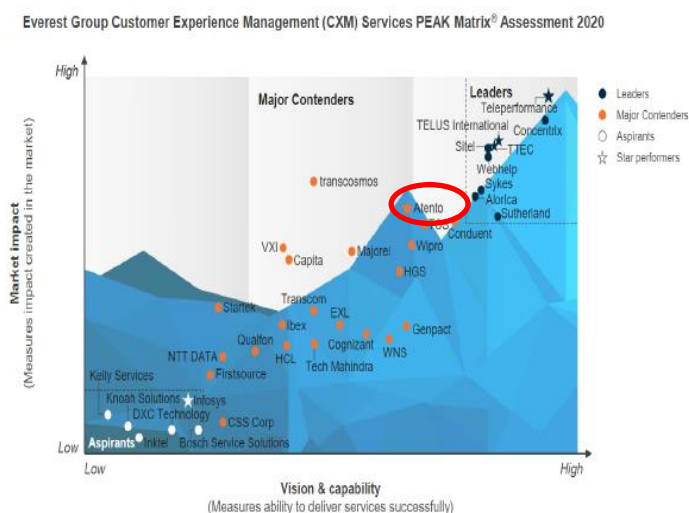 Everest Group Customer Experience Management (CXM) Services PEAK Matrix® Assessment 2020
High
Major Contenders
Leaders
Teleperformance
TELUS International
Concentrix
Sitel
TTEC
Webhelp
Sykes
Alorica
Sutherland
Leaders
Major Contenders
Aspirants
Star performers
transcosmos
Atento
TCS
Conduent
VXI
Capita
Majorel
Wipro
HGS
Startek
Transcom
EXL
Ibex
Genpact
Qualfon
Cognizant
WNS
HCL
Tech Mahindra
NTT DATA
Firstsource
Kelly Services
Knoah Solutions
Infosys
DXC Technology
CSS Corp
Aspirants
Inktel
Bosch Service Solutions
Market impact
(Measures impact created in the market)
Low
Low
High
Vision & capability
(Measures ability to deliver services successfully)